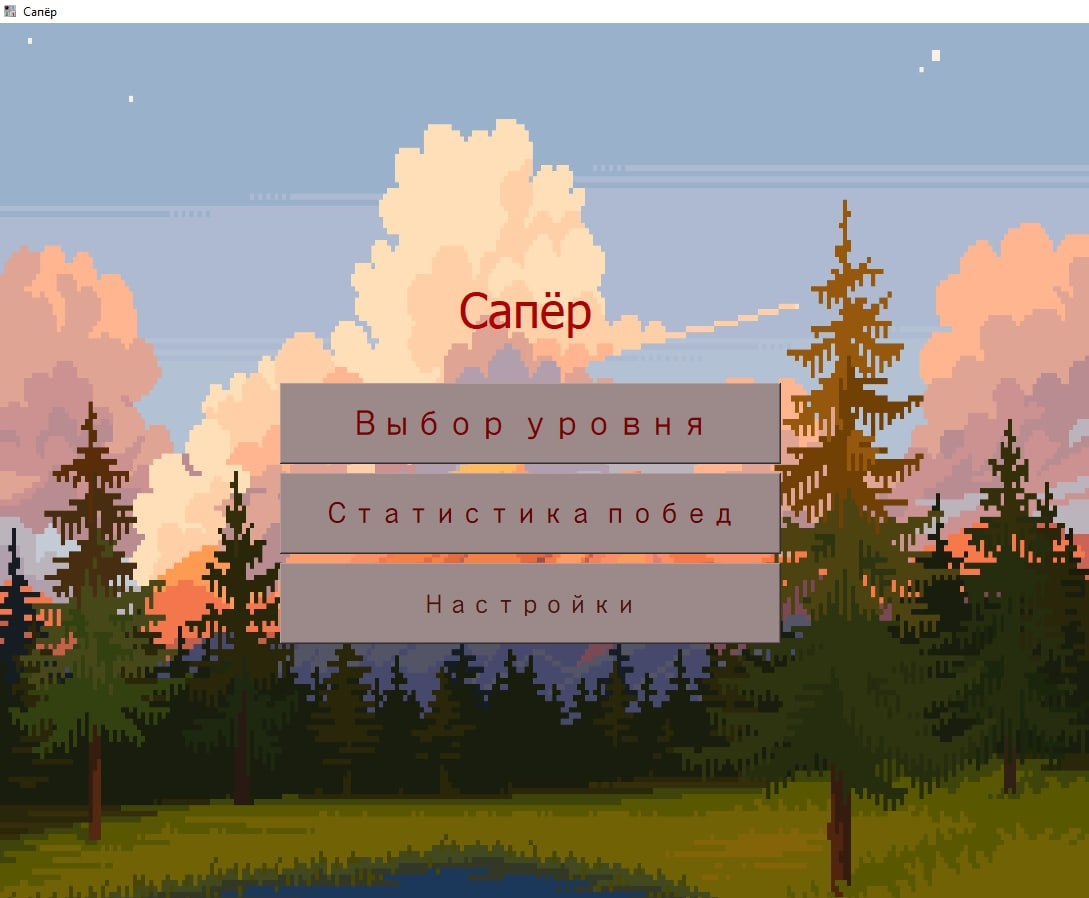 Сапёр
Сапёр
Выбор уровня
Статистика побед
Настройки